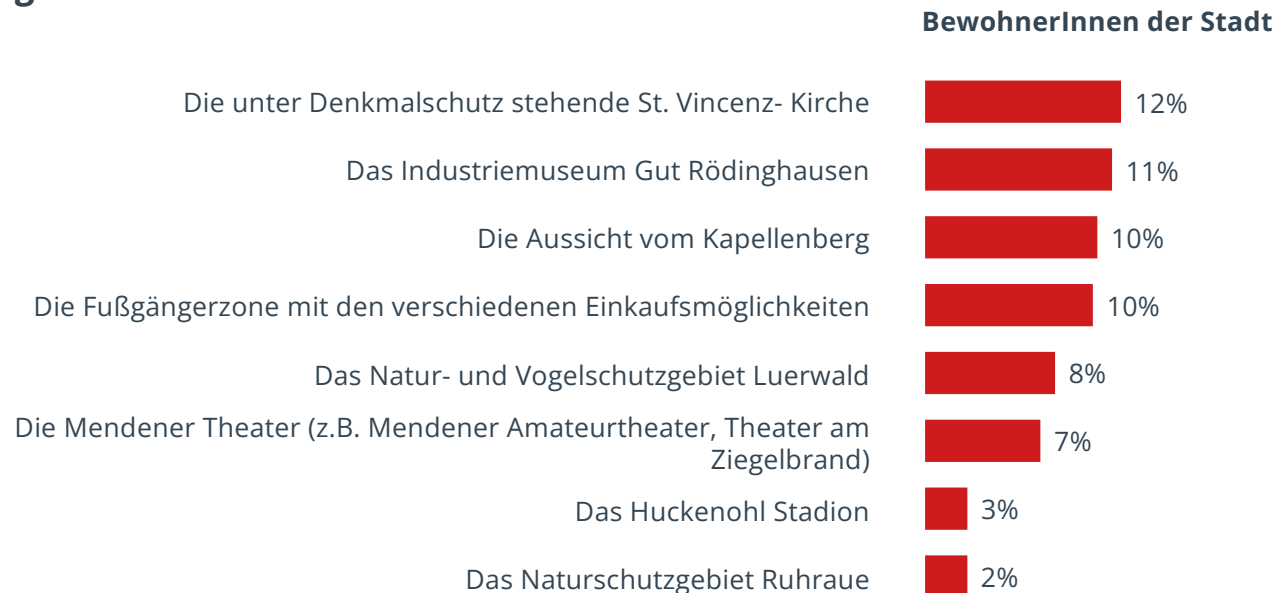 g
BewohnerInnen der Stadt
Die unter Denkmalschutz stehende St. Vincenz- Kirche 12%
Das Industriemuseum Gut Rödinghausen 11%
Die Aussicht vom Kapellenberg 10%
Die Fußgängerzone mit den verschiedenen Einkaufsmöglichkeiten 10%
Das Natur- und Vogelschutzgebiet Luerwald 8%
Die Mendener Theater (z.B. Mendener Amateurtheater, Theater am
Ziegelbrand) 7%
Das Huckenohl Stadion 3%
Das Naturschutzgebiet Ruhraue 2%